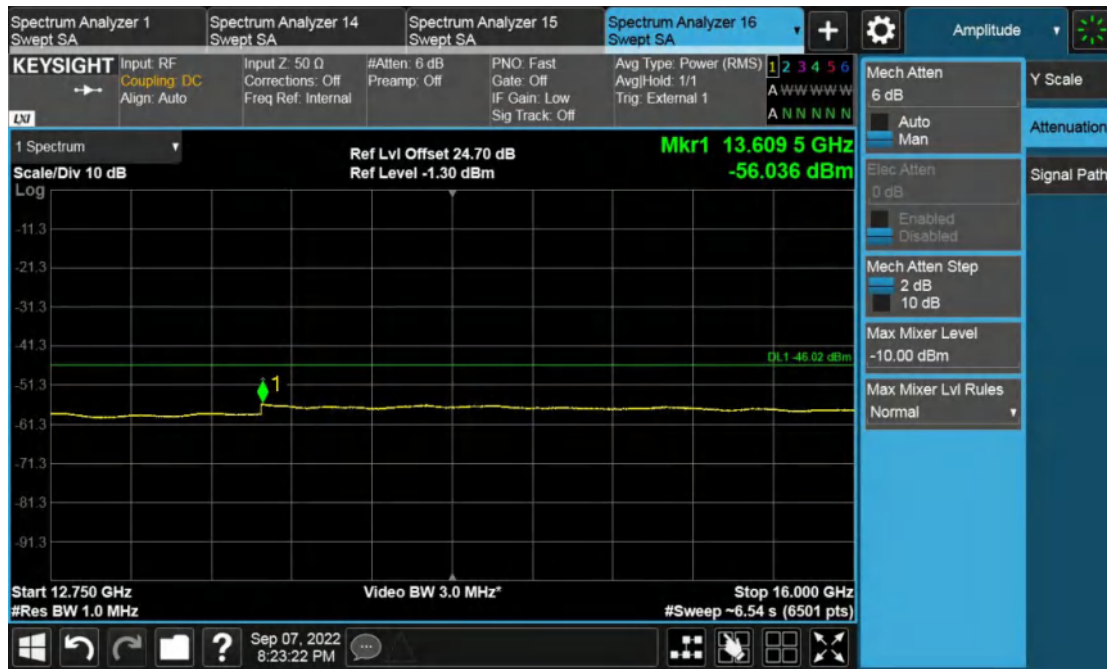 Spectrum Analyzer 1
Swept SA
Spectrum Analyzer 14
Swept SA
Spectrum Analyzer 15
Swept SA
Spectrum Analyzer 16
Swept SA
Amplitude
KEYSIGHT
LXI
Input: RF
Coupling: DC
Align: Auto
Input Z: 50 Ω
Corrections: Off
Freq Ref: Internal
#Atten: 6 dB
Preamp: Off
PNO: Fast
Gate: Off
IF Gain: Low
Sig Track: Off
Avg Type: Power (RMS)
Avg|Hold: 1/1
Trig: External 1
1 2 3 4 5 6
A W W W W W
A N N N N N
1 Spectrum
Scale/Div 10 dB
Log
Ref Lvl Offset 24.70 dB
Ref Level -1.30 dBm
Mkr1 13.609 5 GHz
-56.036 dBm
-11.3
-21.3
-31.3
-41.3
DL1 -46.02 dBm
-51.3
1
-61.3
-71.3
-81.3
-91.3
Start 12.750 GHz
#Res BW 1.0 MHz
Video BW 3.0 MHz*
Stop 16.000 GHz
#Sweep ~6.54 s (6501 pts)
Mech Atten
6 dB
Auto
Man
Elec Atten
0 dB
Enabled
Disabled
Mech Atten Step
2 dB
10 dB
Max Mixer Level
-10.00 dBm
Max Mixer Lvl Rules
Normal
Y Scale
Attenuation
Signal Path
?
Sep 07, 2022
8:23:22 PM